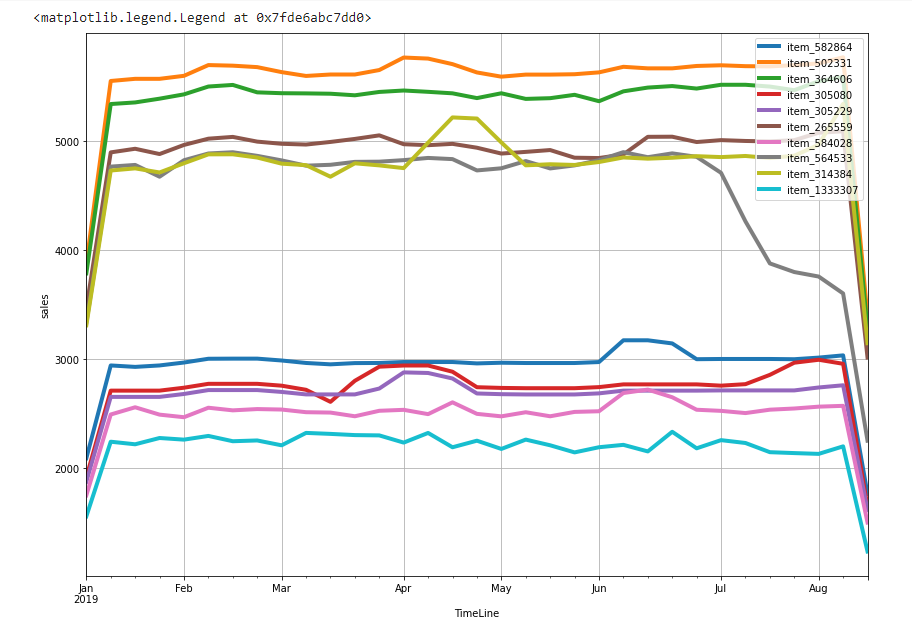 <matplotlib.legend.Legend at 0x7fde6abc7dd0>
item_582864
item_502331
item_364606
item_305080
item_305229
item_265559
item_584028
item_564533
item_314384
item_1333307
5000
4000
3000
2000
sales
Jan Feb Mar Apr May Jun Jul Aug
2019
TimeLine